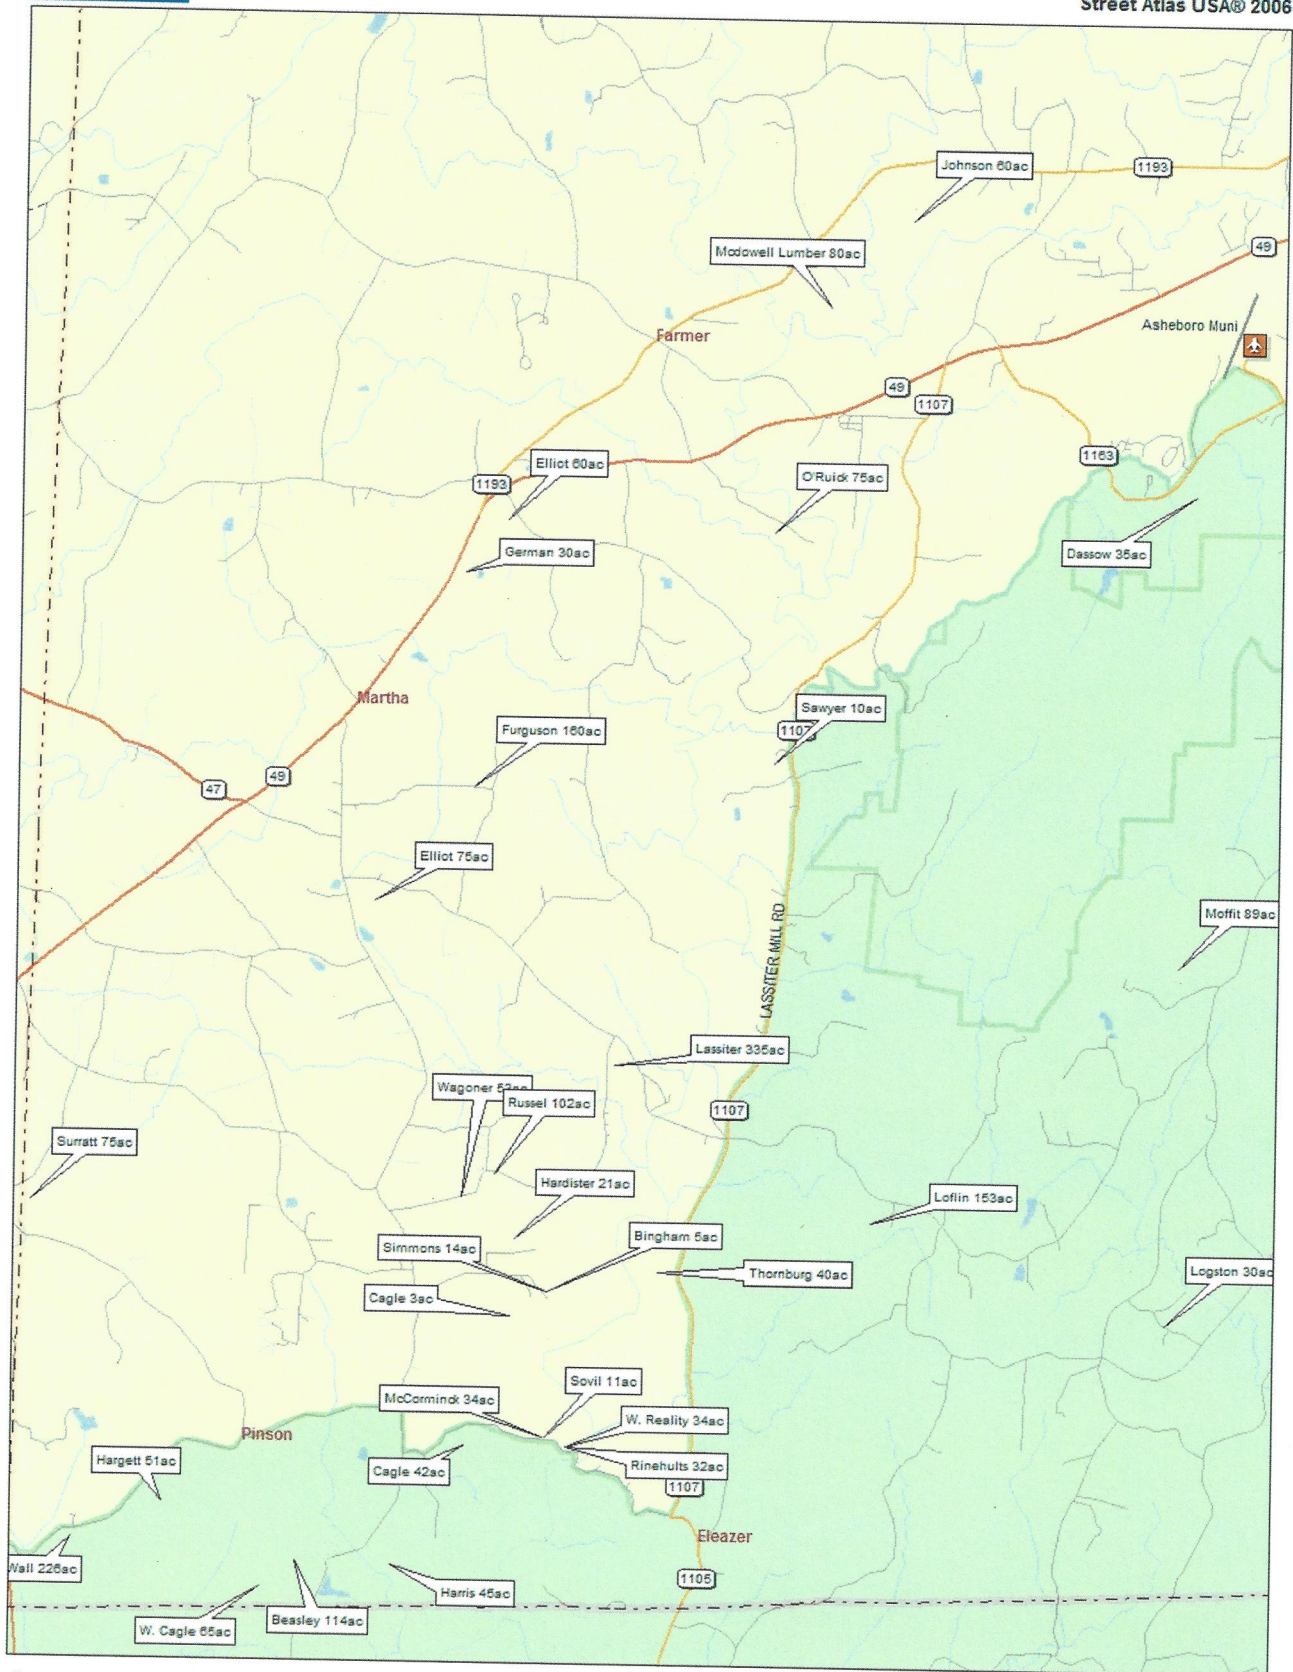 Street Atlas USA® 2006
Johnson 60ac
1193
49
Mcdowell Lumber 80ac
Asheboro Muni
Farmer
49
1107
1163
Elliot 60ac
1193
O'Ruick 75ac
German 30ac
Dassow 35ac
Martha
Sawyer 10ac
1107
Furguson 160ac
49
47
Elliot 75ac
Moffit 89ac
LASSITER MILL RD
Lassiter 335ac
Wagoner
Russel 102ac
1107
Surratt 75ac
Hardister 21ac
Loflin 153ac
Bingham 5ac
Simmons 14ac
Thornburg 40ac
Logston 30ac
Cagle 3ac
Sovil 11ac
McCorminck 34ac
W. Reality 34ac
Pinson
Hargett 51ac
Cagle 42ac
Rinehults 32ac
1107
Eleazer
Wall 226ac
1105
Harris 45ac
Beasley 114ac
W. Cagle 65ac